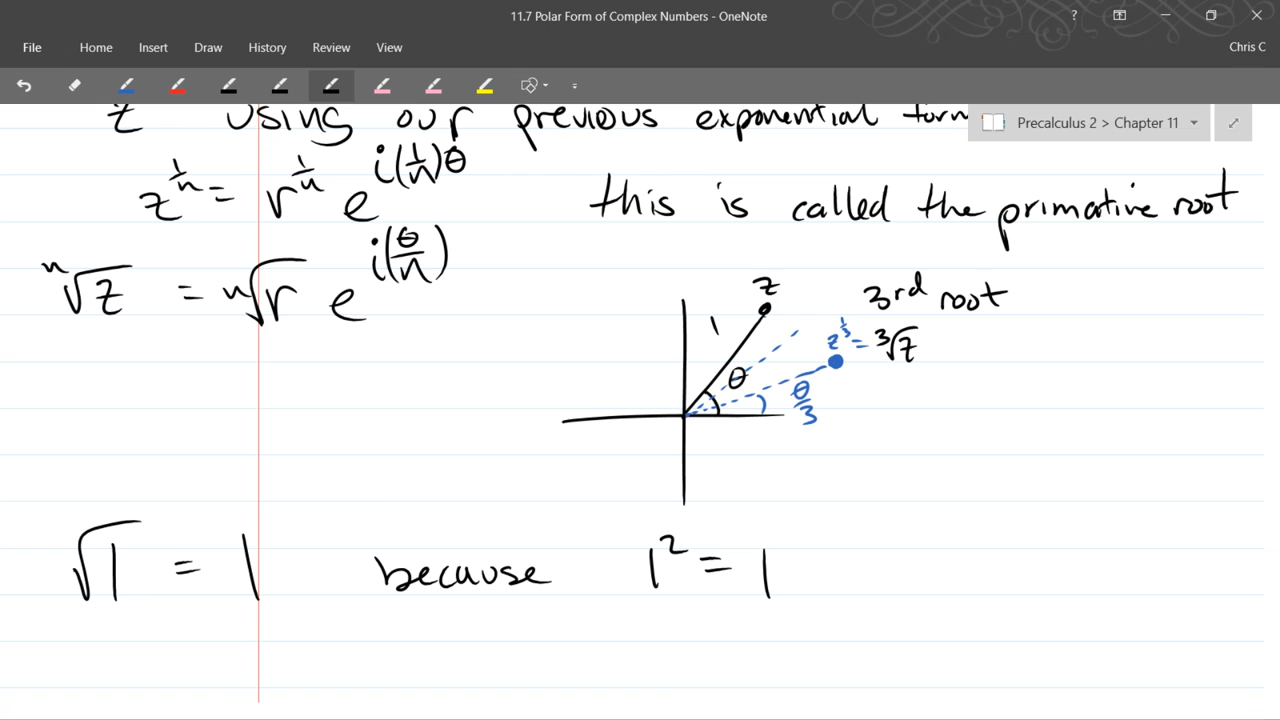 11.7 Polar Form of Complex Numbers - OneNote
File Home Insert Draw History Review View Chris C
Precalculus 2 > Chapter 11
z using our previous exponential form
z^{1/n} = r^{1/n} e^{i(1/n)θ} this is called the primative root
ⁿ√z = ⁿ√r e^{i(θ/n)}
z
3rd root
1
z^{1/3} = ³√z
θ
θ/3
√1 = 1 because 1² = 1